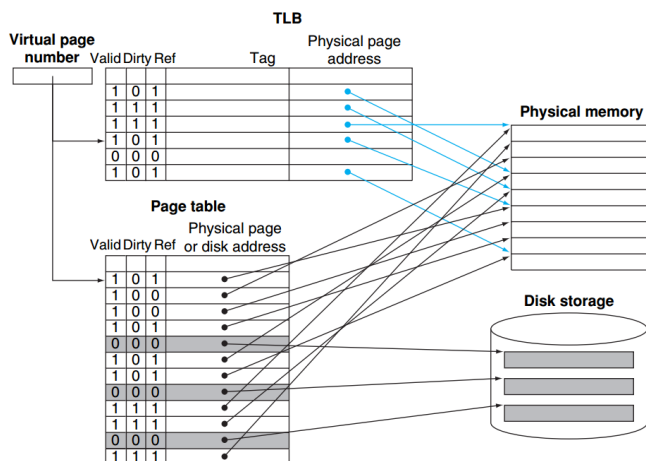 TLB
Virtual page
number
Valid Dirty Ref Tag Physical page
address
1 0 1
1 1 1
1 1 1
1 0 1
0 0 0
1 0 1
Physical memory
Page table
Valid Dirty Ref Physical page
or disk address
1 0 1
1 0 0
1 0 0
1 0 1
0 0 0
1 0 1
1 0 1
0 0 0
1 1 1
1 1 1
0 0 0
1 1 1
Disk storage